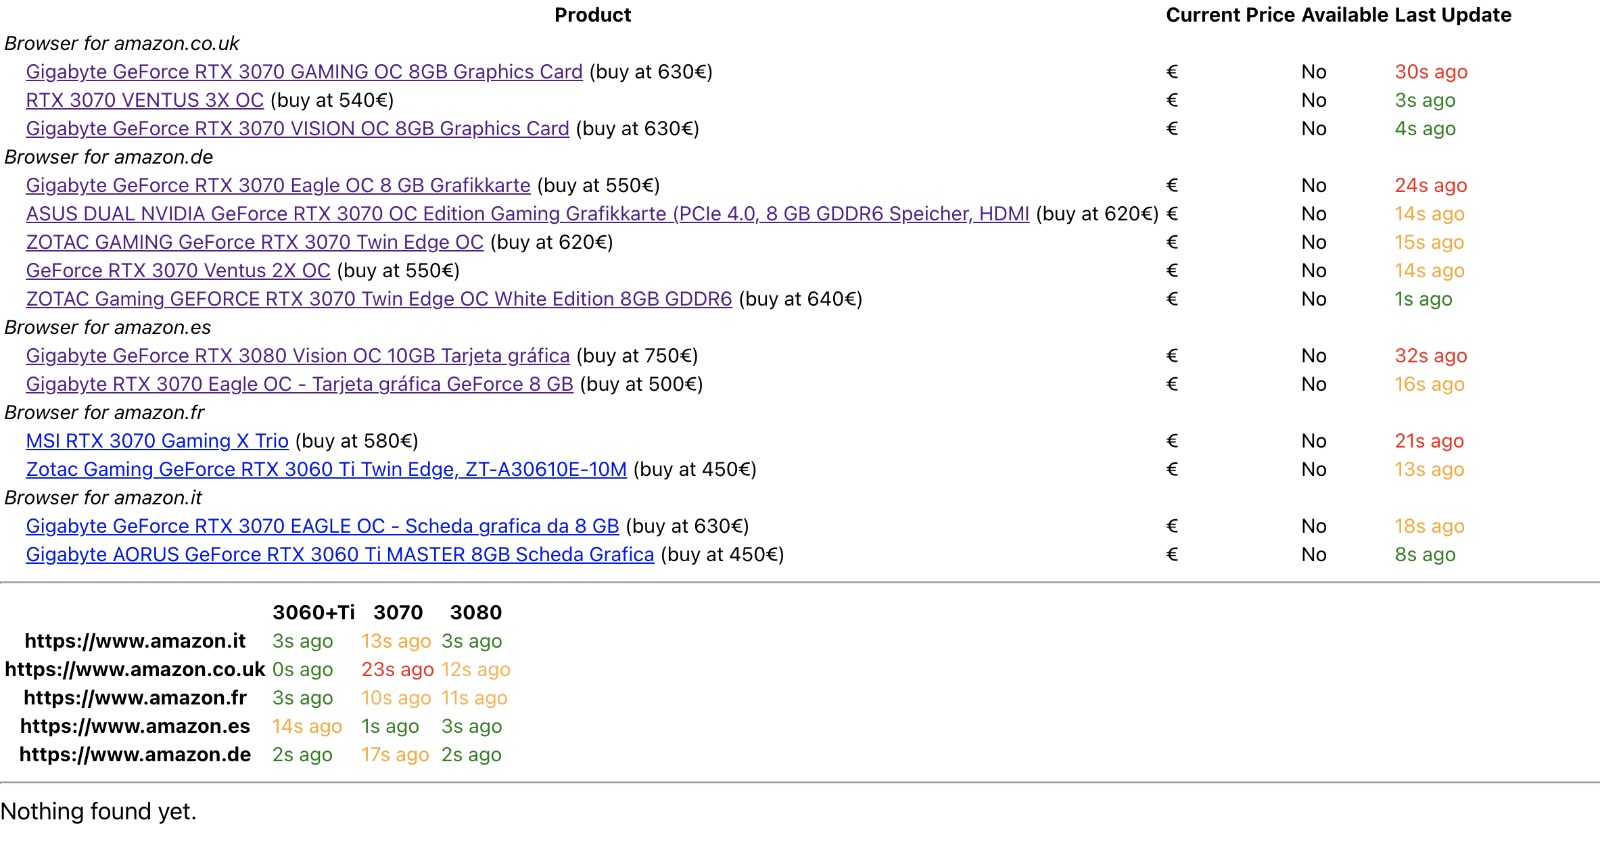 Product Current Price Available Last Update
Browser for amazon.co.uk
Gigabyte GeForce RTX 3070 GAMING OC 8GB Graphics Card (buy at 630€) € No 30s ago
RTX 3070 VENTUS 3X OC (buy at 540€) € No 3s ago
Gigabyte GeForce RTX 3070 VISION OC 8GB Graphics Card (buy at 630€) € No 4s ago
Browser for amazon.de
Gigabyte GeForce RTX 3070 Eagle OC 8 GB Grafikkarte (buy at 550€) € No 24s ago
ASUS DUAL NVIDIA GeForce RTX 3070 OC Edition Gaming Grafikkarte (PCIe 4.0, 8 GB GDDR6 Speicher, HDMI (buy at 620€) € No 14s ago
ZOTAC GAMING GeForce RTX 3070 Twin Edge OC (buy at 620€) € No 15s ago
GeForce RTX 3070 Ventus 2X OC (buy at 550€) € No 14s ago
ZOTAC Gaming GEFORCE RTX 3070 Twin Edge OC White Edition 8GB GDDR6 (buy at 640€) € No 1s ago
Browser for amazon.es
Gigabyte GeForce RTX 3080 Vision OC 10GB Tarjeta gráfica (buy at 750€) € No 32s ago
Gigabyte RTX 3070 Eagle OC - Tarjeta gráfica GeForce 8 GB (buy at 500€) € No 16s ago
Browser for amazon.fr
MSI RTX 3070 Gaming X Trio (buy at 580€) € No 21s ago
Zotac Gaming GeForce RTX 3060 Ti Twin Edge, ZT-A30610E-10M (buy at 450€) € No 13s ago
Browser for amazon.it
Gigabyte GeForce RTX 3070 EAGLE OC - Scheda grafica da 8 GB (buy at 630€) € No 18s ago
Gigabyte AORUS GeForce RTX 3060 Ti MASTER 8GB Scheda Grafica (buy at 450€) € No 8s ago
3060+Ti 3070 3080
https://www.amazon.it 3s ago 13s ago 3s ago
https://www.amazon.co.uk 0s ago 23s ago 12s ago
https://www.amazon.fr 3s ago 10s ago 11s ago
https://www.amazon.es 14s ago 1s ago 3s ago
https://www.amazon.de 2s ago 17s ago 2s ago
Nothing found yet.